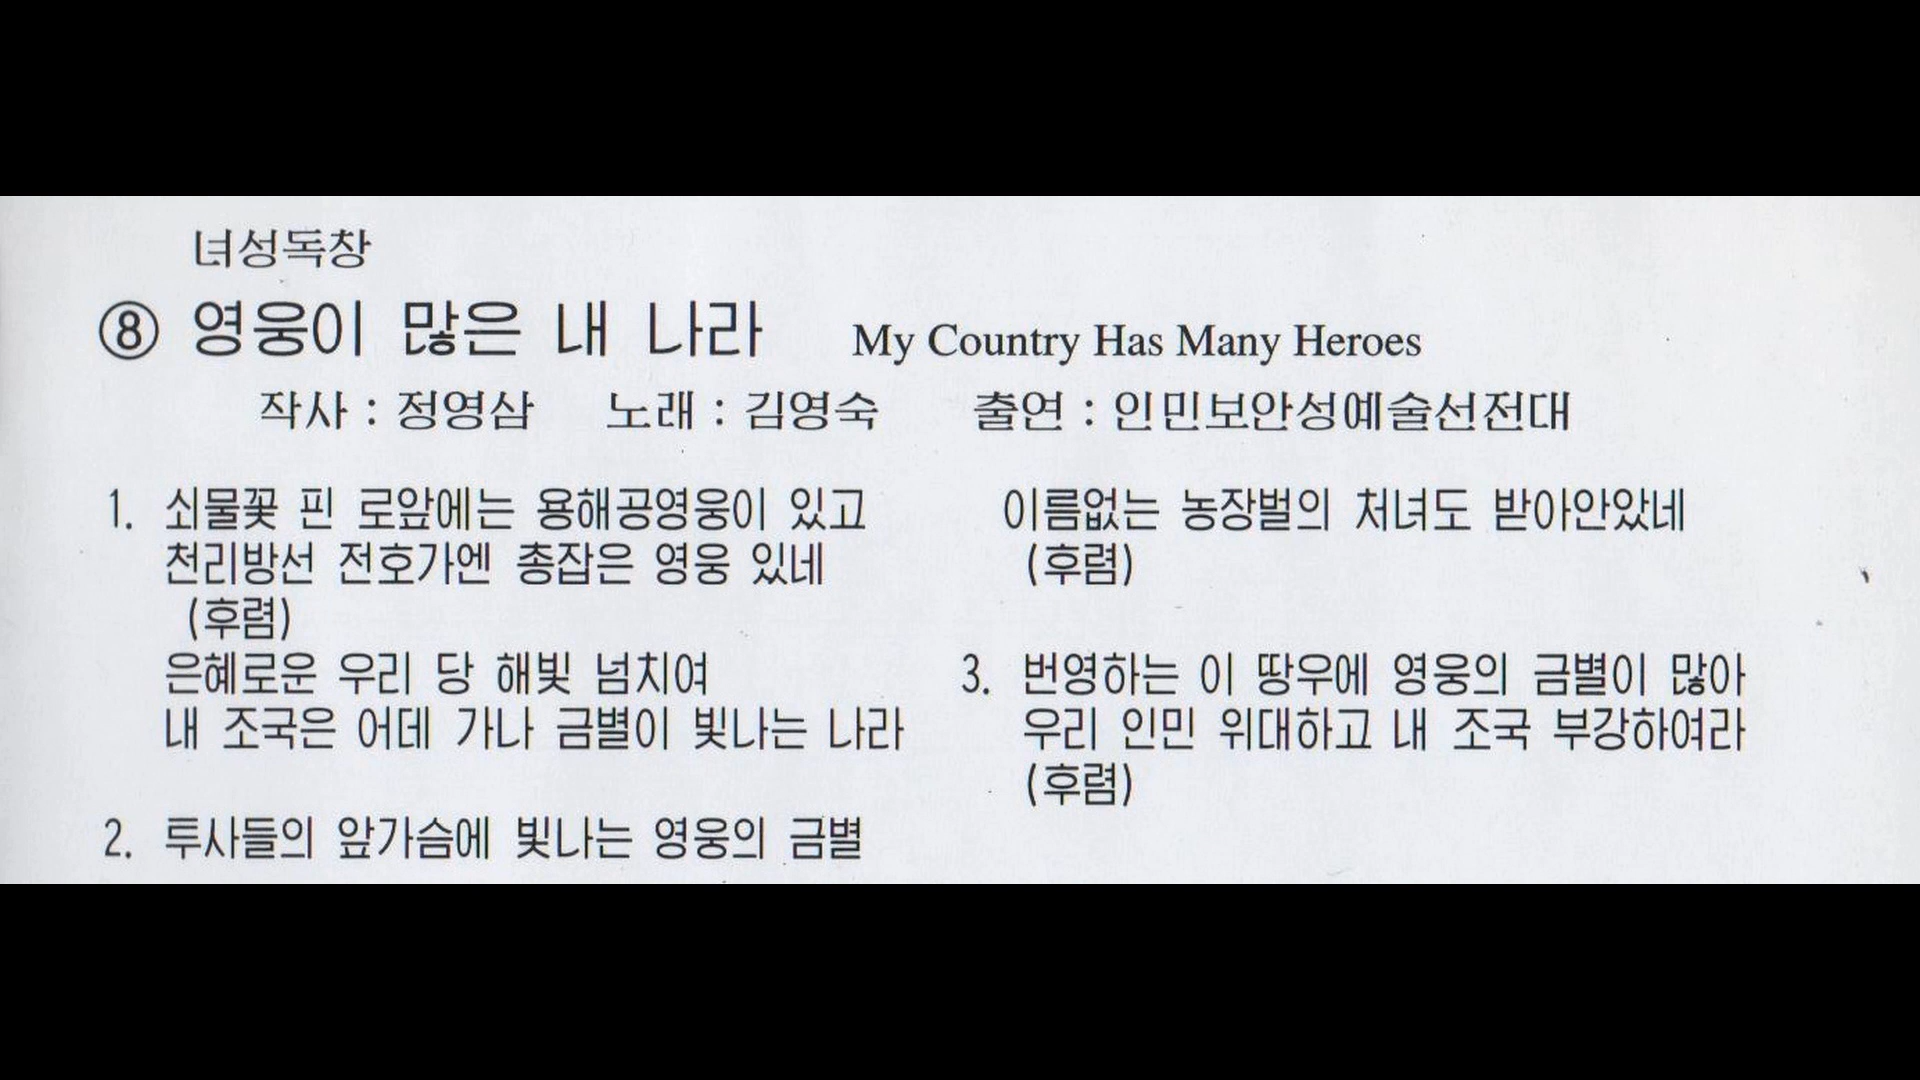 녀성독창
⑧ 영웅이 많은 내 나라 My Country Has Many Heroes
작사 : 정영삼 노래 : 김영숙 출연 : 인민보안성예술선전대
1. 쇠물꽃 핀 로앞에는 용해공영웅이 있고
천리방선 전호가엔 총잡은 영웅 있네
(후렴)
은혜로운 우리 당 해빛 넘치여
내 조국은 어데 가나 금별이 빛나는 나라
2. 투사들의 앞가슴에 빛나는 영웅의 금별
이름없는 농장벌의 처녀도 받아안았네
(후렴)
3. 번영하는 이 땅우에 영웅의 금별이 많아
우리 인민 위대하고 내 조국 부강하여라
(후렴)